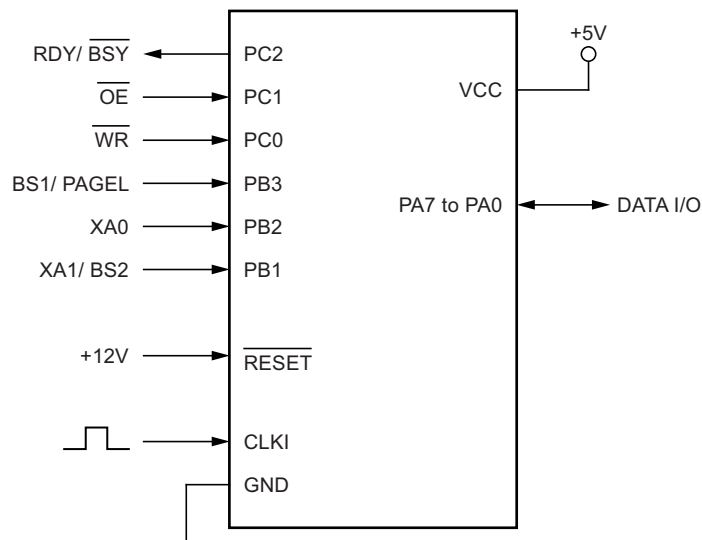 +5V
RDY/ BSY PC2
OE PC1 VCC
WR PC0
BS1/ PAGEL PB3 PA7 to PA0 DATA I/O
XA0 PB2
XA1/ BS2 PB1
+12V RESET
CLKI
GND